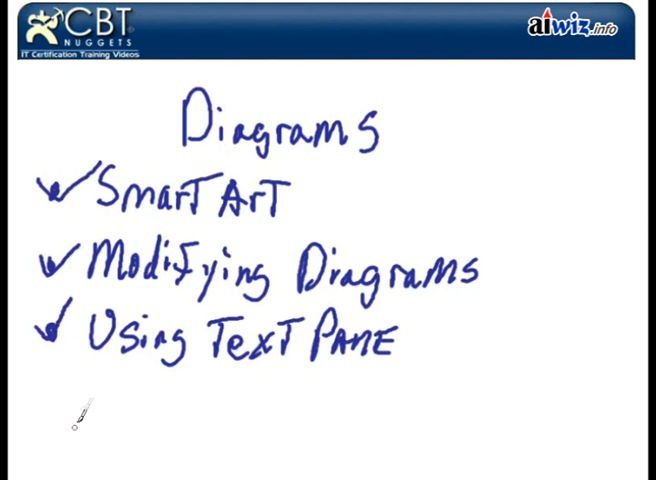 CBT
NUGGETS
IT Certification Training Videos
aiwiz.info
Diagrams
SmartArt
Modifying Diagrams
Using Text PANE